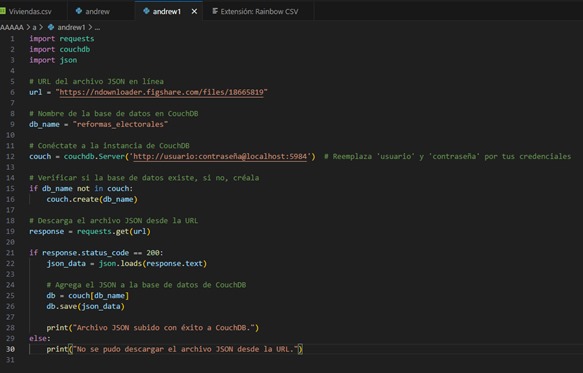 Viviendas.csv andrew andrew1 × Extensión: Rainbow CSV
AAAAA > a > andrew1 > ...
1 import requests
2 import couchdb
3 import json
4
5 # URL del archivo JSON en línea
6 url = "https://ndownloader.figshare.com/files/18665819"
7
8 # Nombre de la base de datos en CouchDB
9 db_name = "reformas_electorales"
10
11 # Conéctate a la instancia de CouchDB
12 couch = couchdb.Server('http://usuario:contraseña@localhost:5984') # Reemplaza 'usuario' y 'contraseña' por tus credenciales
13
14 # Verificar si la base de datos existe, si no, créala
15 if db_name not in couch:
16 couch.create(db_name)
17
18 # Descarga el archivo JSON desde la URL
19 response = requests.get(url)
20
21 if response.status_code == 200:
22 json_data = json.loads(response.text)
23
24 # Agrega el JSON a la base de datos de CouchDB
25 db = couch[db_name]
26 db.save(json_data)
27
28 print("Archivo JSON subido con éxito a CouchDB.")
29 else:
30 print("No se pudo descargar el archivo JSON desde la URL.")
31